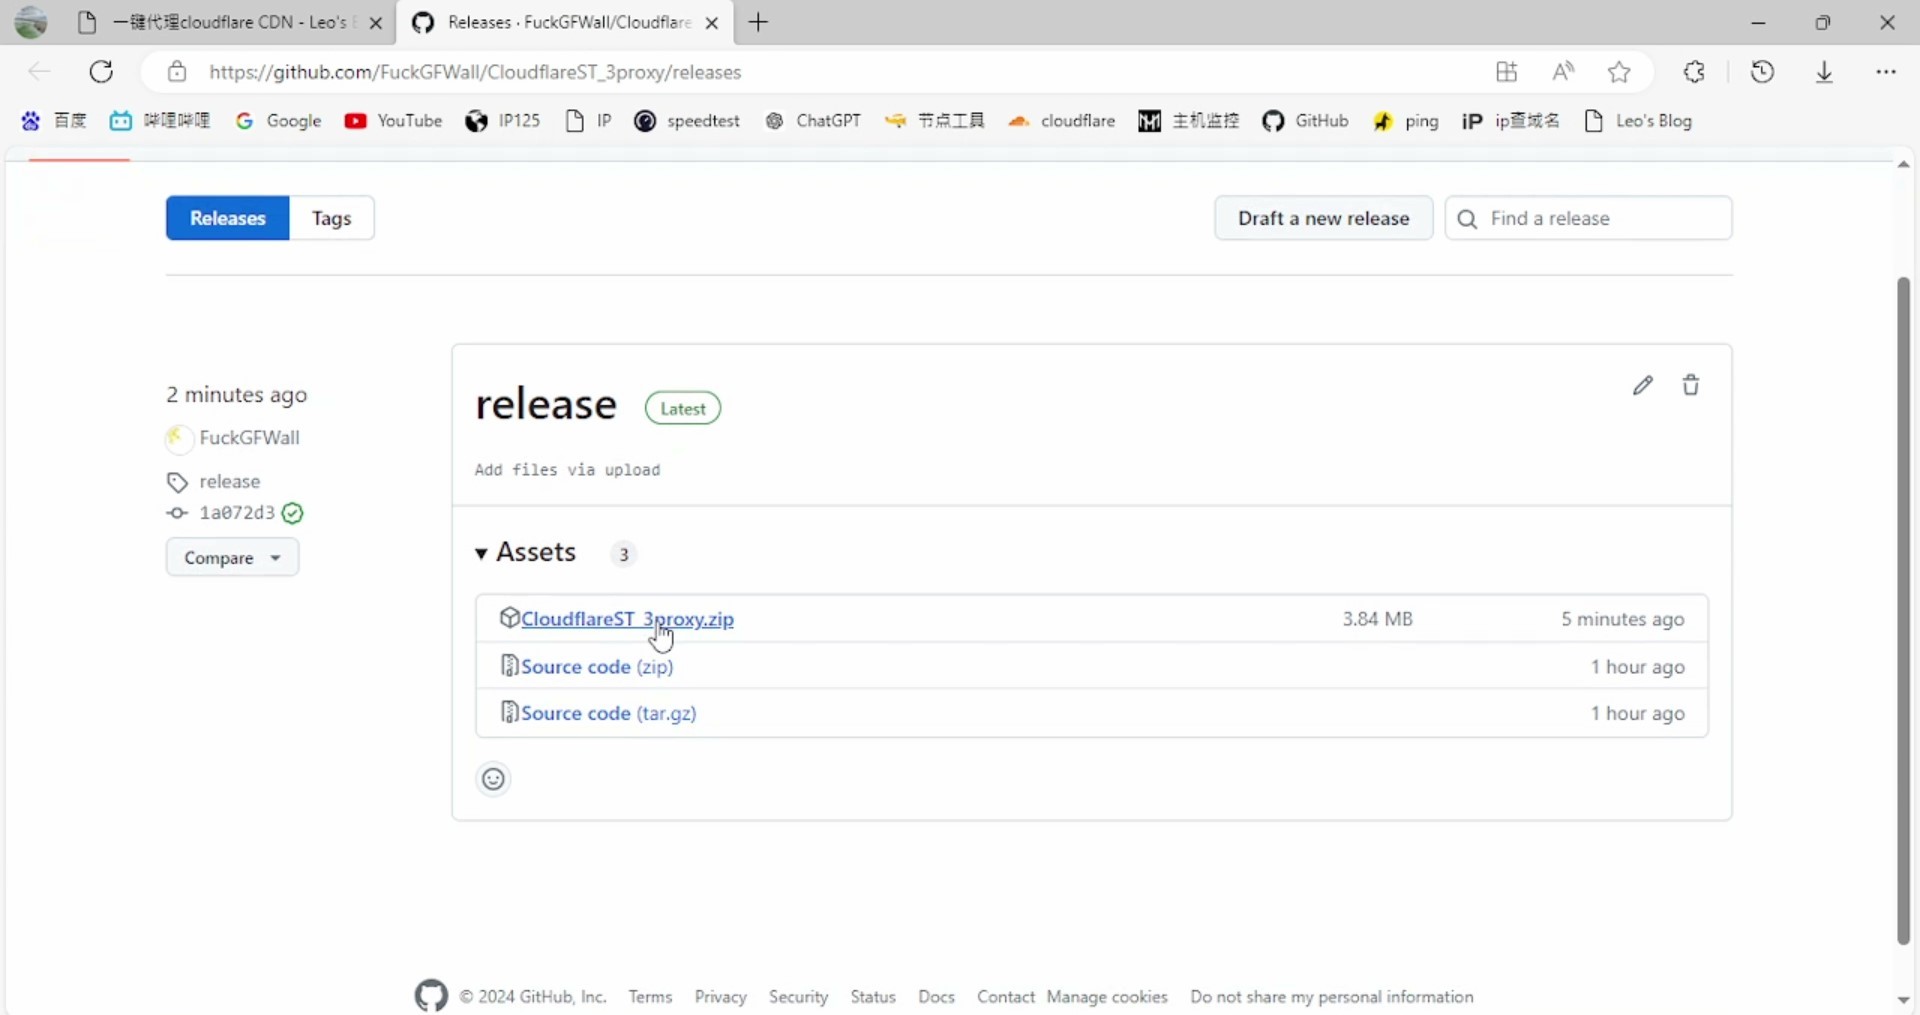 一键代理cloudflare CDN - Leo's
Releases · FuckGFWall/Cloudflare
https://github.com/FuckGFWall/CloudflareST_3proxy/releases
百度 哔哩哔哩 Google YouTube IP125 IP speedtest ChatGPT 节点工具 cloudflare 主机监控 GitHub ping ip查域名 Leo's Blog
Releases Tags Draft a new release Find a release
2 minutes ago
FuckGFWall
release
1a072d3
Compare
release Latest
Add files via upload
Assets 3
CloudflareST_3proxy.zip 3.84 MB 5 minutes ago
Source code (zip) 1 hour ago
Source code (tar.gz) 1 hour ago
© 2024 GitHub, Inc. Terms Privacy Security Status Docs Contact Manage cookies Do not share my personal information